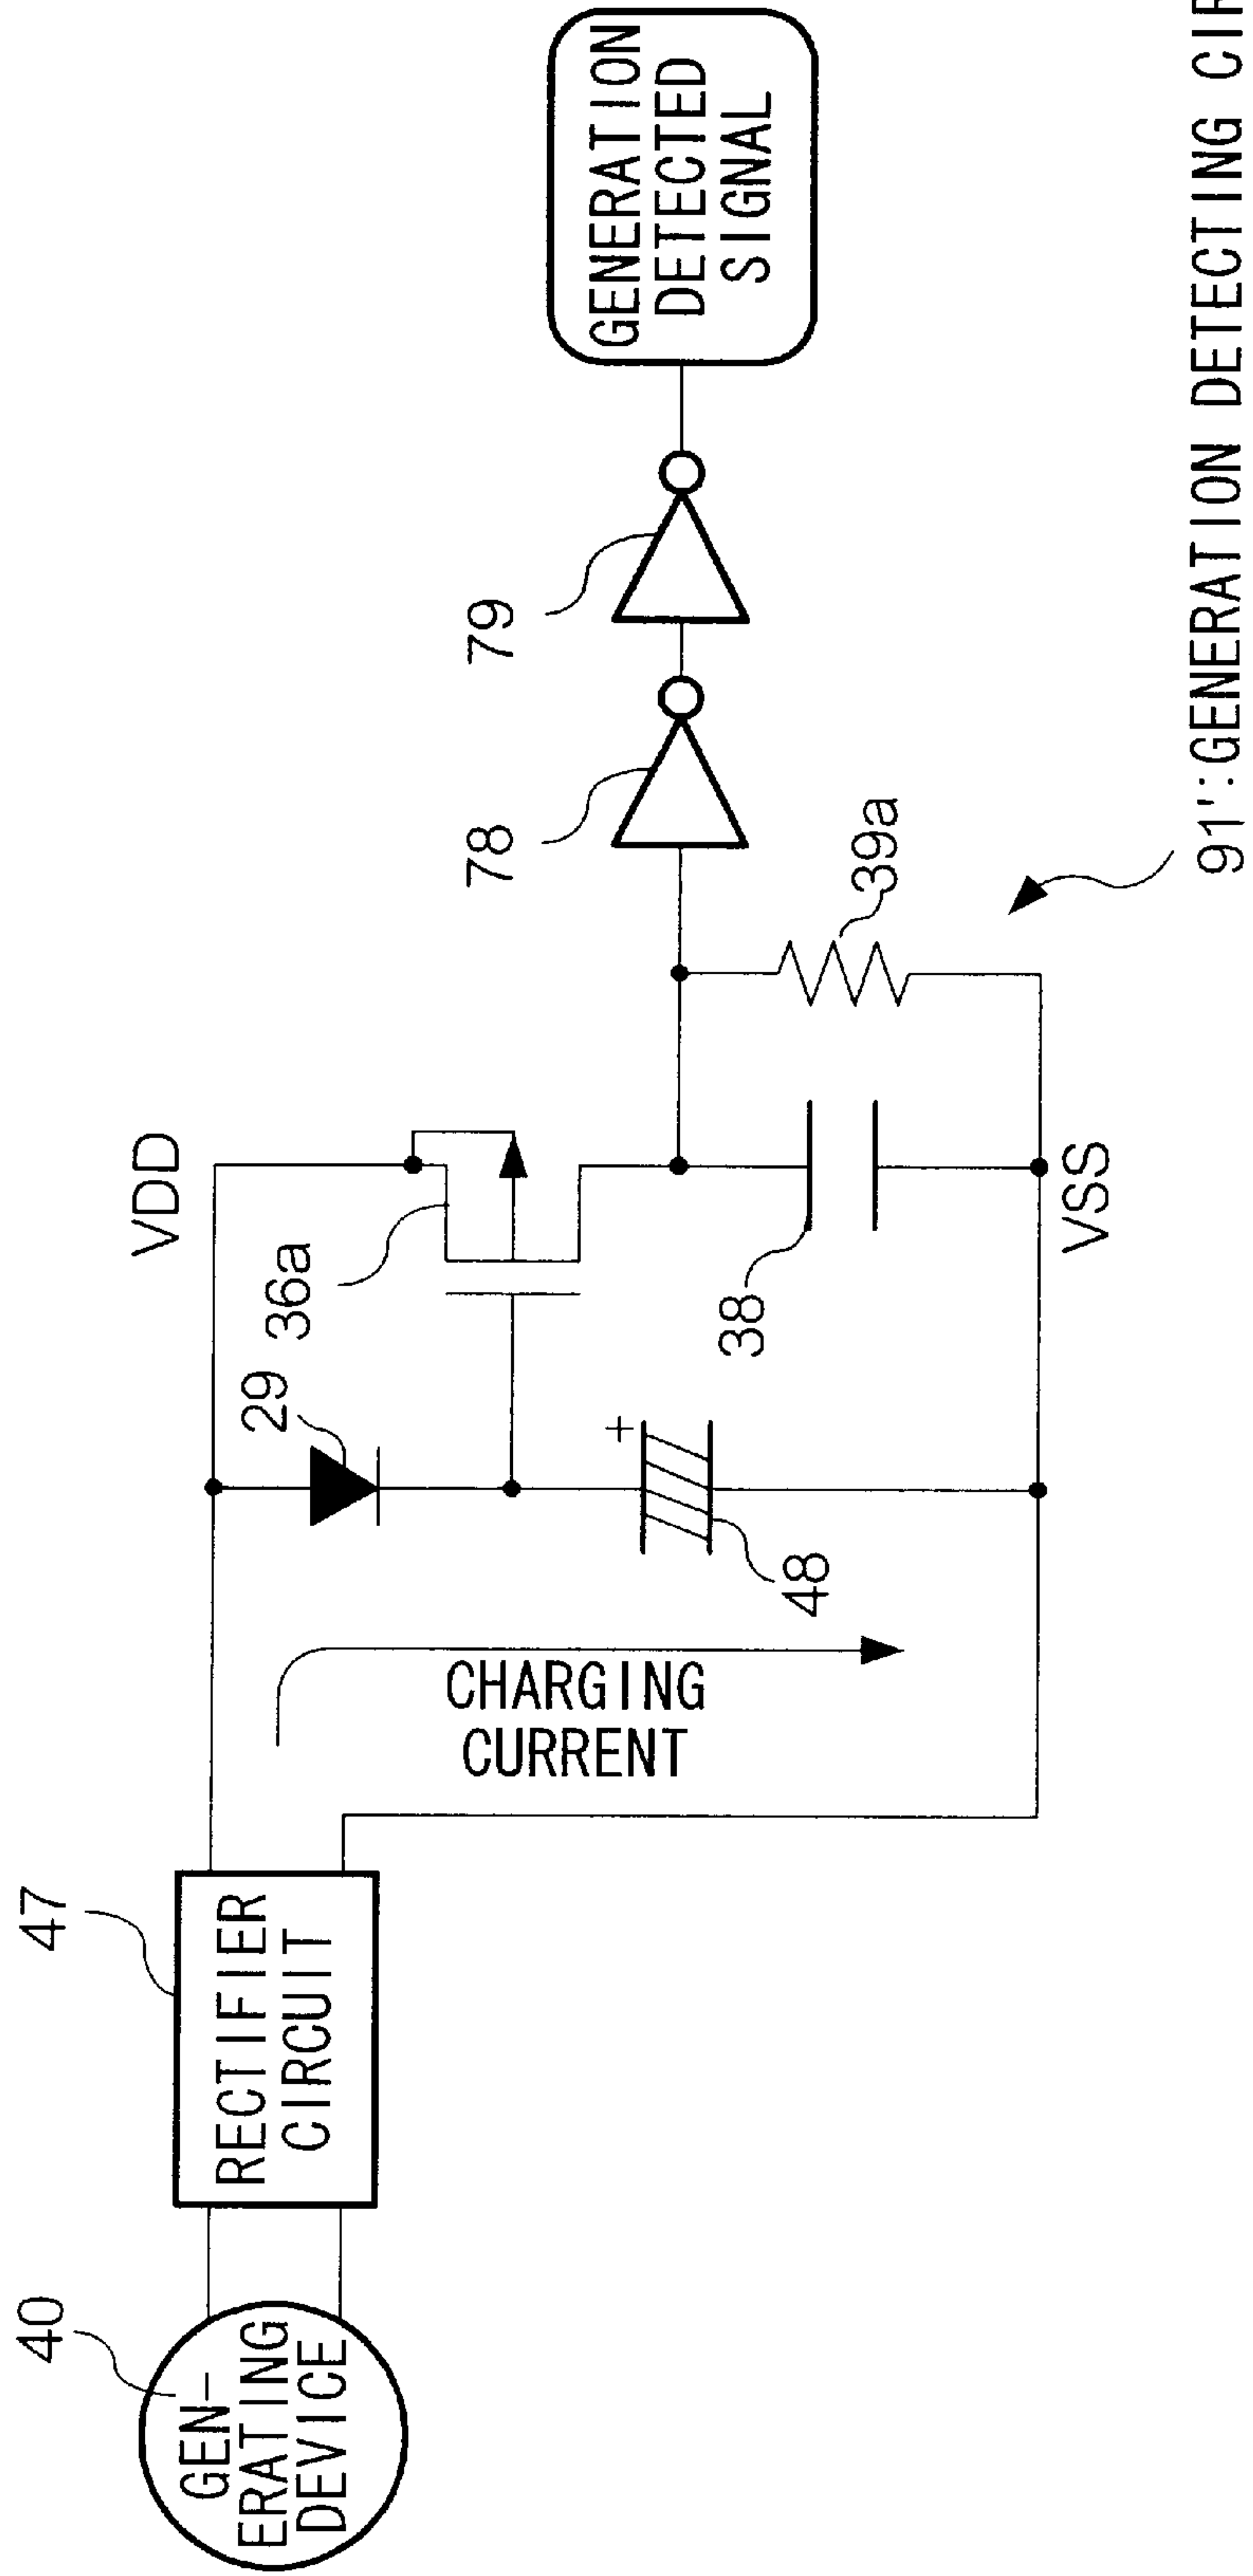 40
GEN-
ERATING
DEVICE
47
RECTIFIER
CIRCUIT
CHARGING
CURRENT
29
48
VDD
36a
38
VSS
39a
78
79
GENERATION
DETECTED
SIGNAL
91':GENERATION DETECTING